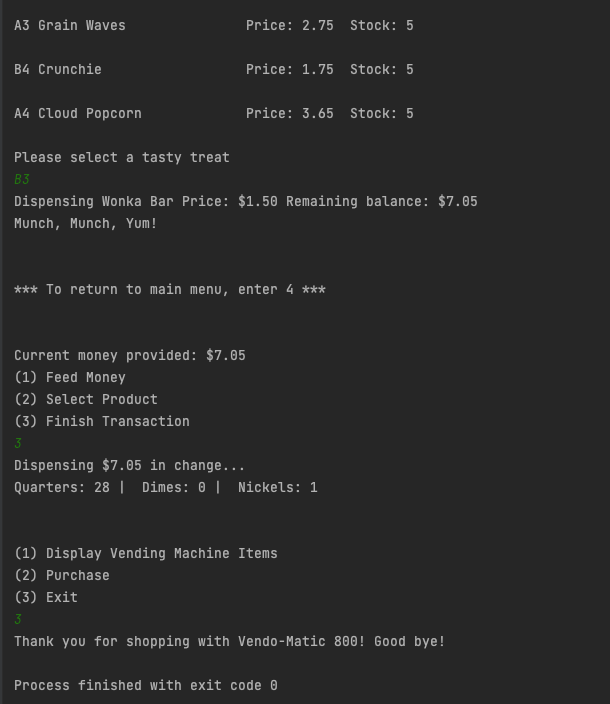 A3 Grain Waves               Price: 2.75  Stock: 5
B4 Crunchie                  Price: 1.75  Stock: 5
A4 Cloud Popcorn             Price: 3.65  Stock: 5
Please select a tasty treat
B3
Dispensing Wonka Bar Price: $1.50 Remaining balance: $7.05
Munch, Munch, Yum!
*** To return to main menu, enter 4 ***
Current money provided: $7.05
(1) Feed Money
(2) Select Product
(3) Finish Transaction
3
Dispensing $7.05 in change...
Quarters: 28 |  Dimes: 0 |  Nickels: 1
(1) Display Vending Machine Items
(2) Purchase
(3) Exit
3
Thank you for shopping with Vendo-Matic 800! Good bye!
Process finished with exit code 0